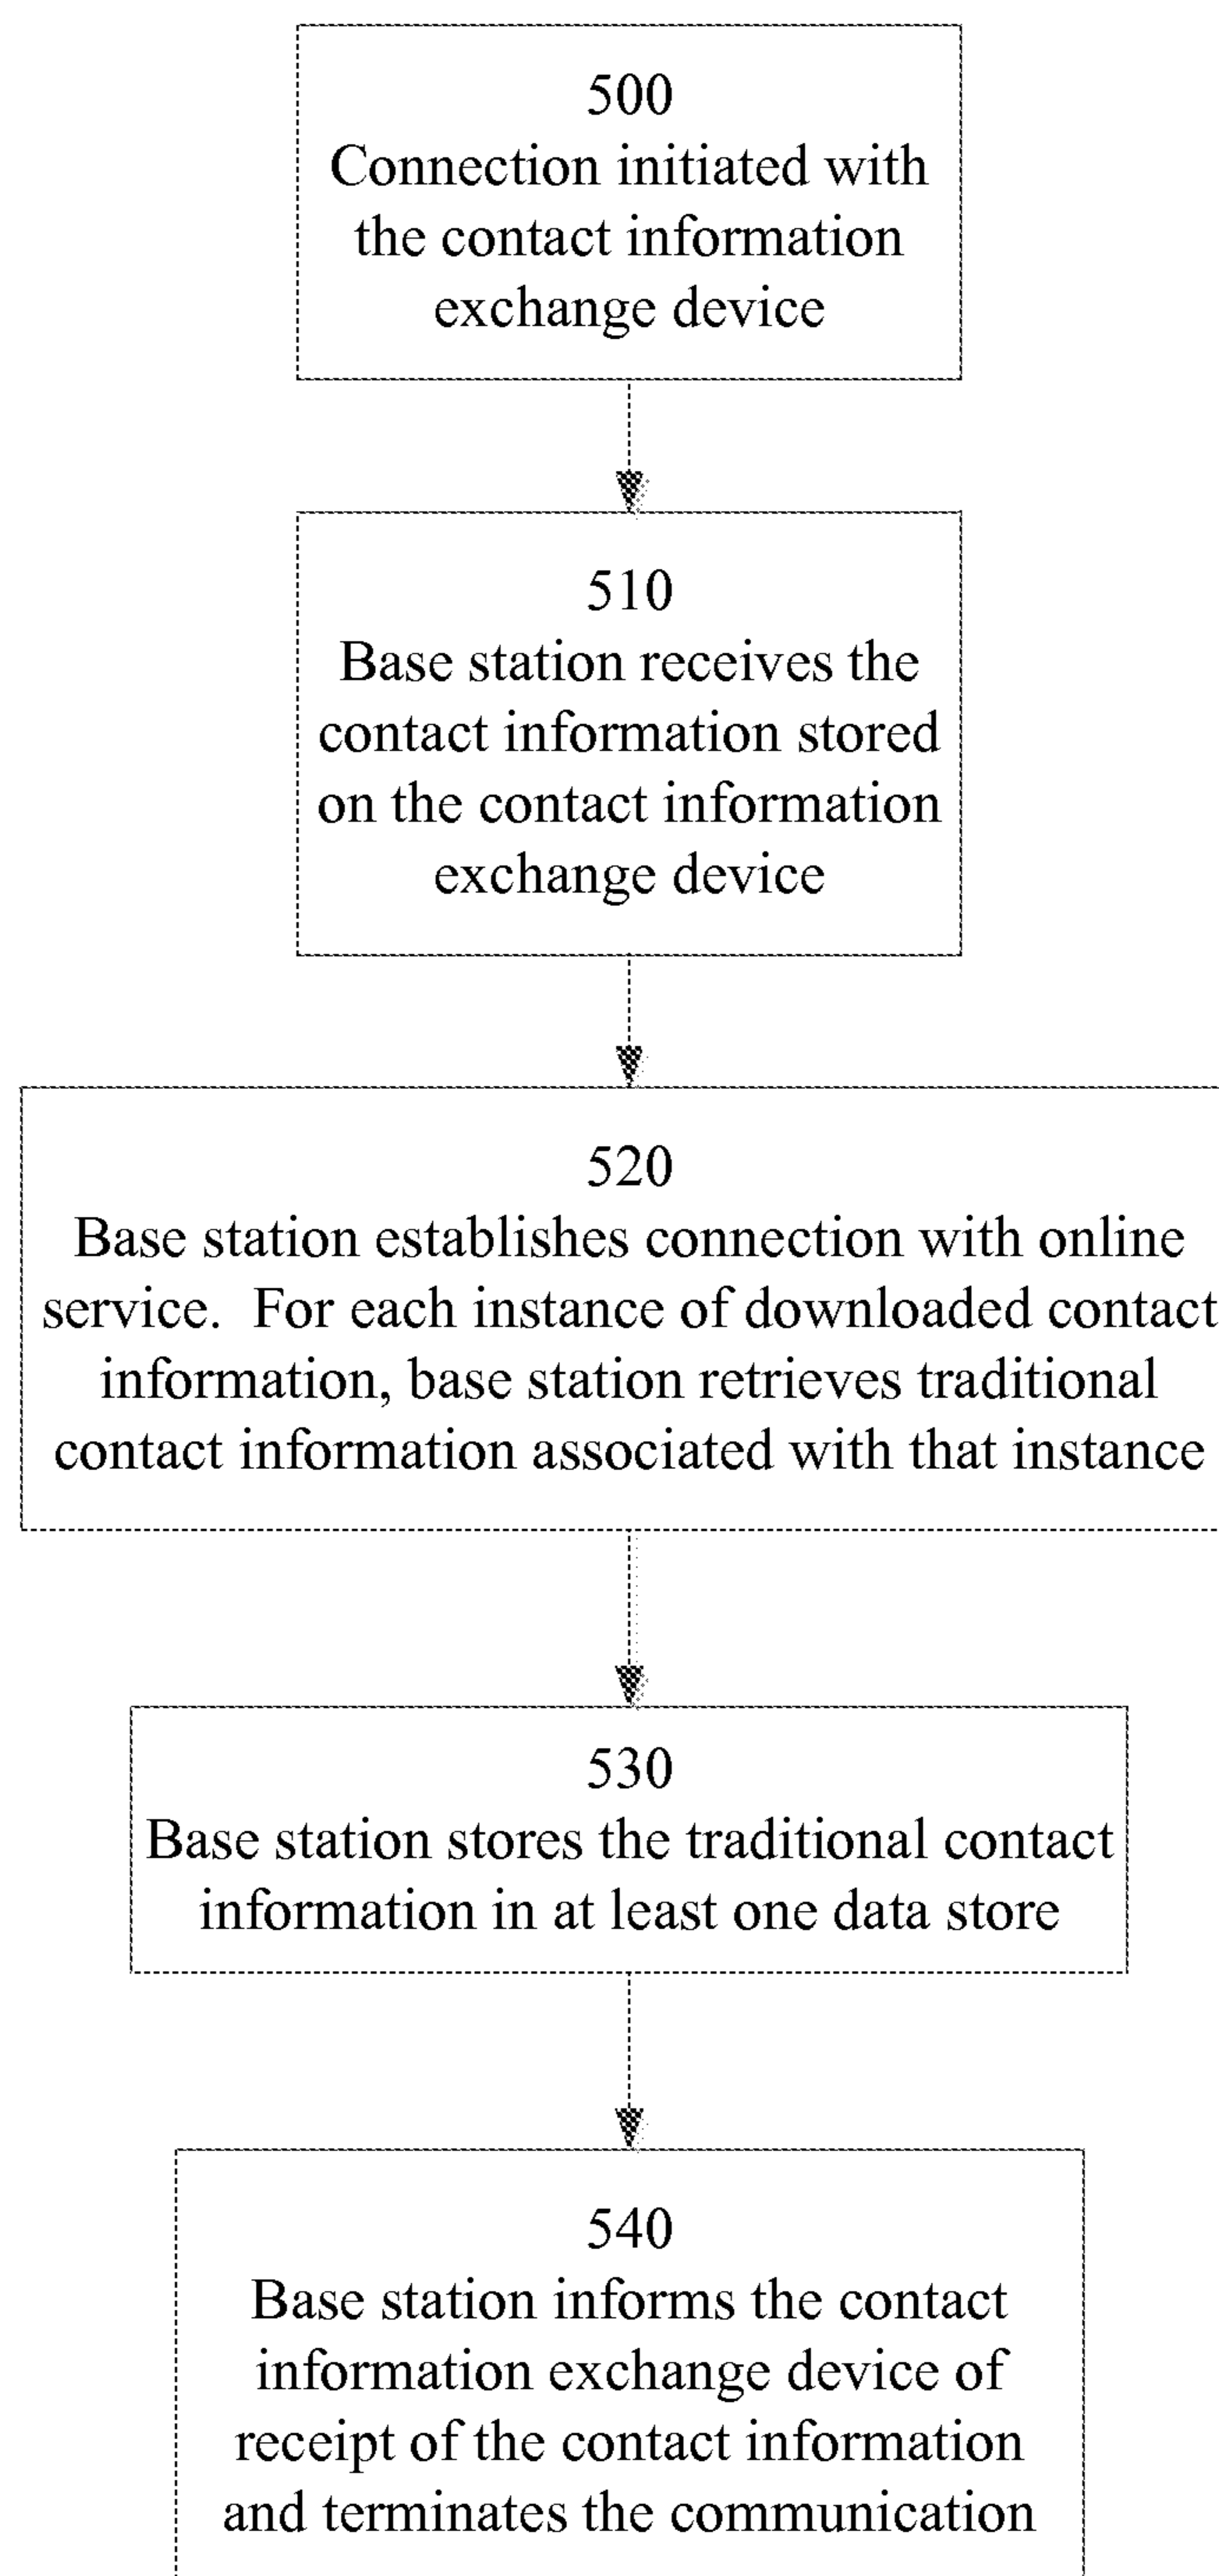 500
Connection initiated with
the contact information
exchange device
510
Base station receives the
contact information stored
on the contact information
exchange device
520
Base station establishes connection with online
service.  For each instance of downloaded contact
information, base station retrieves traditional
contact information associated with that instance
530
Base station stores the traditional contact
information in at least one data store
540
Base station informs the contact
information exchange device of
receipt of the contact information
and terminates the communication